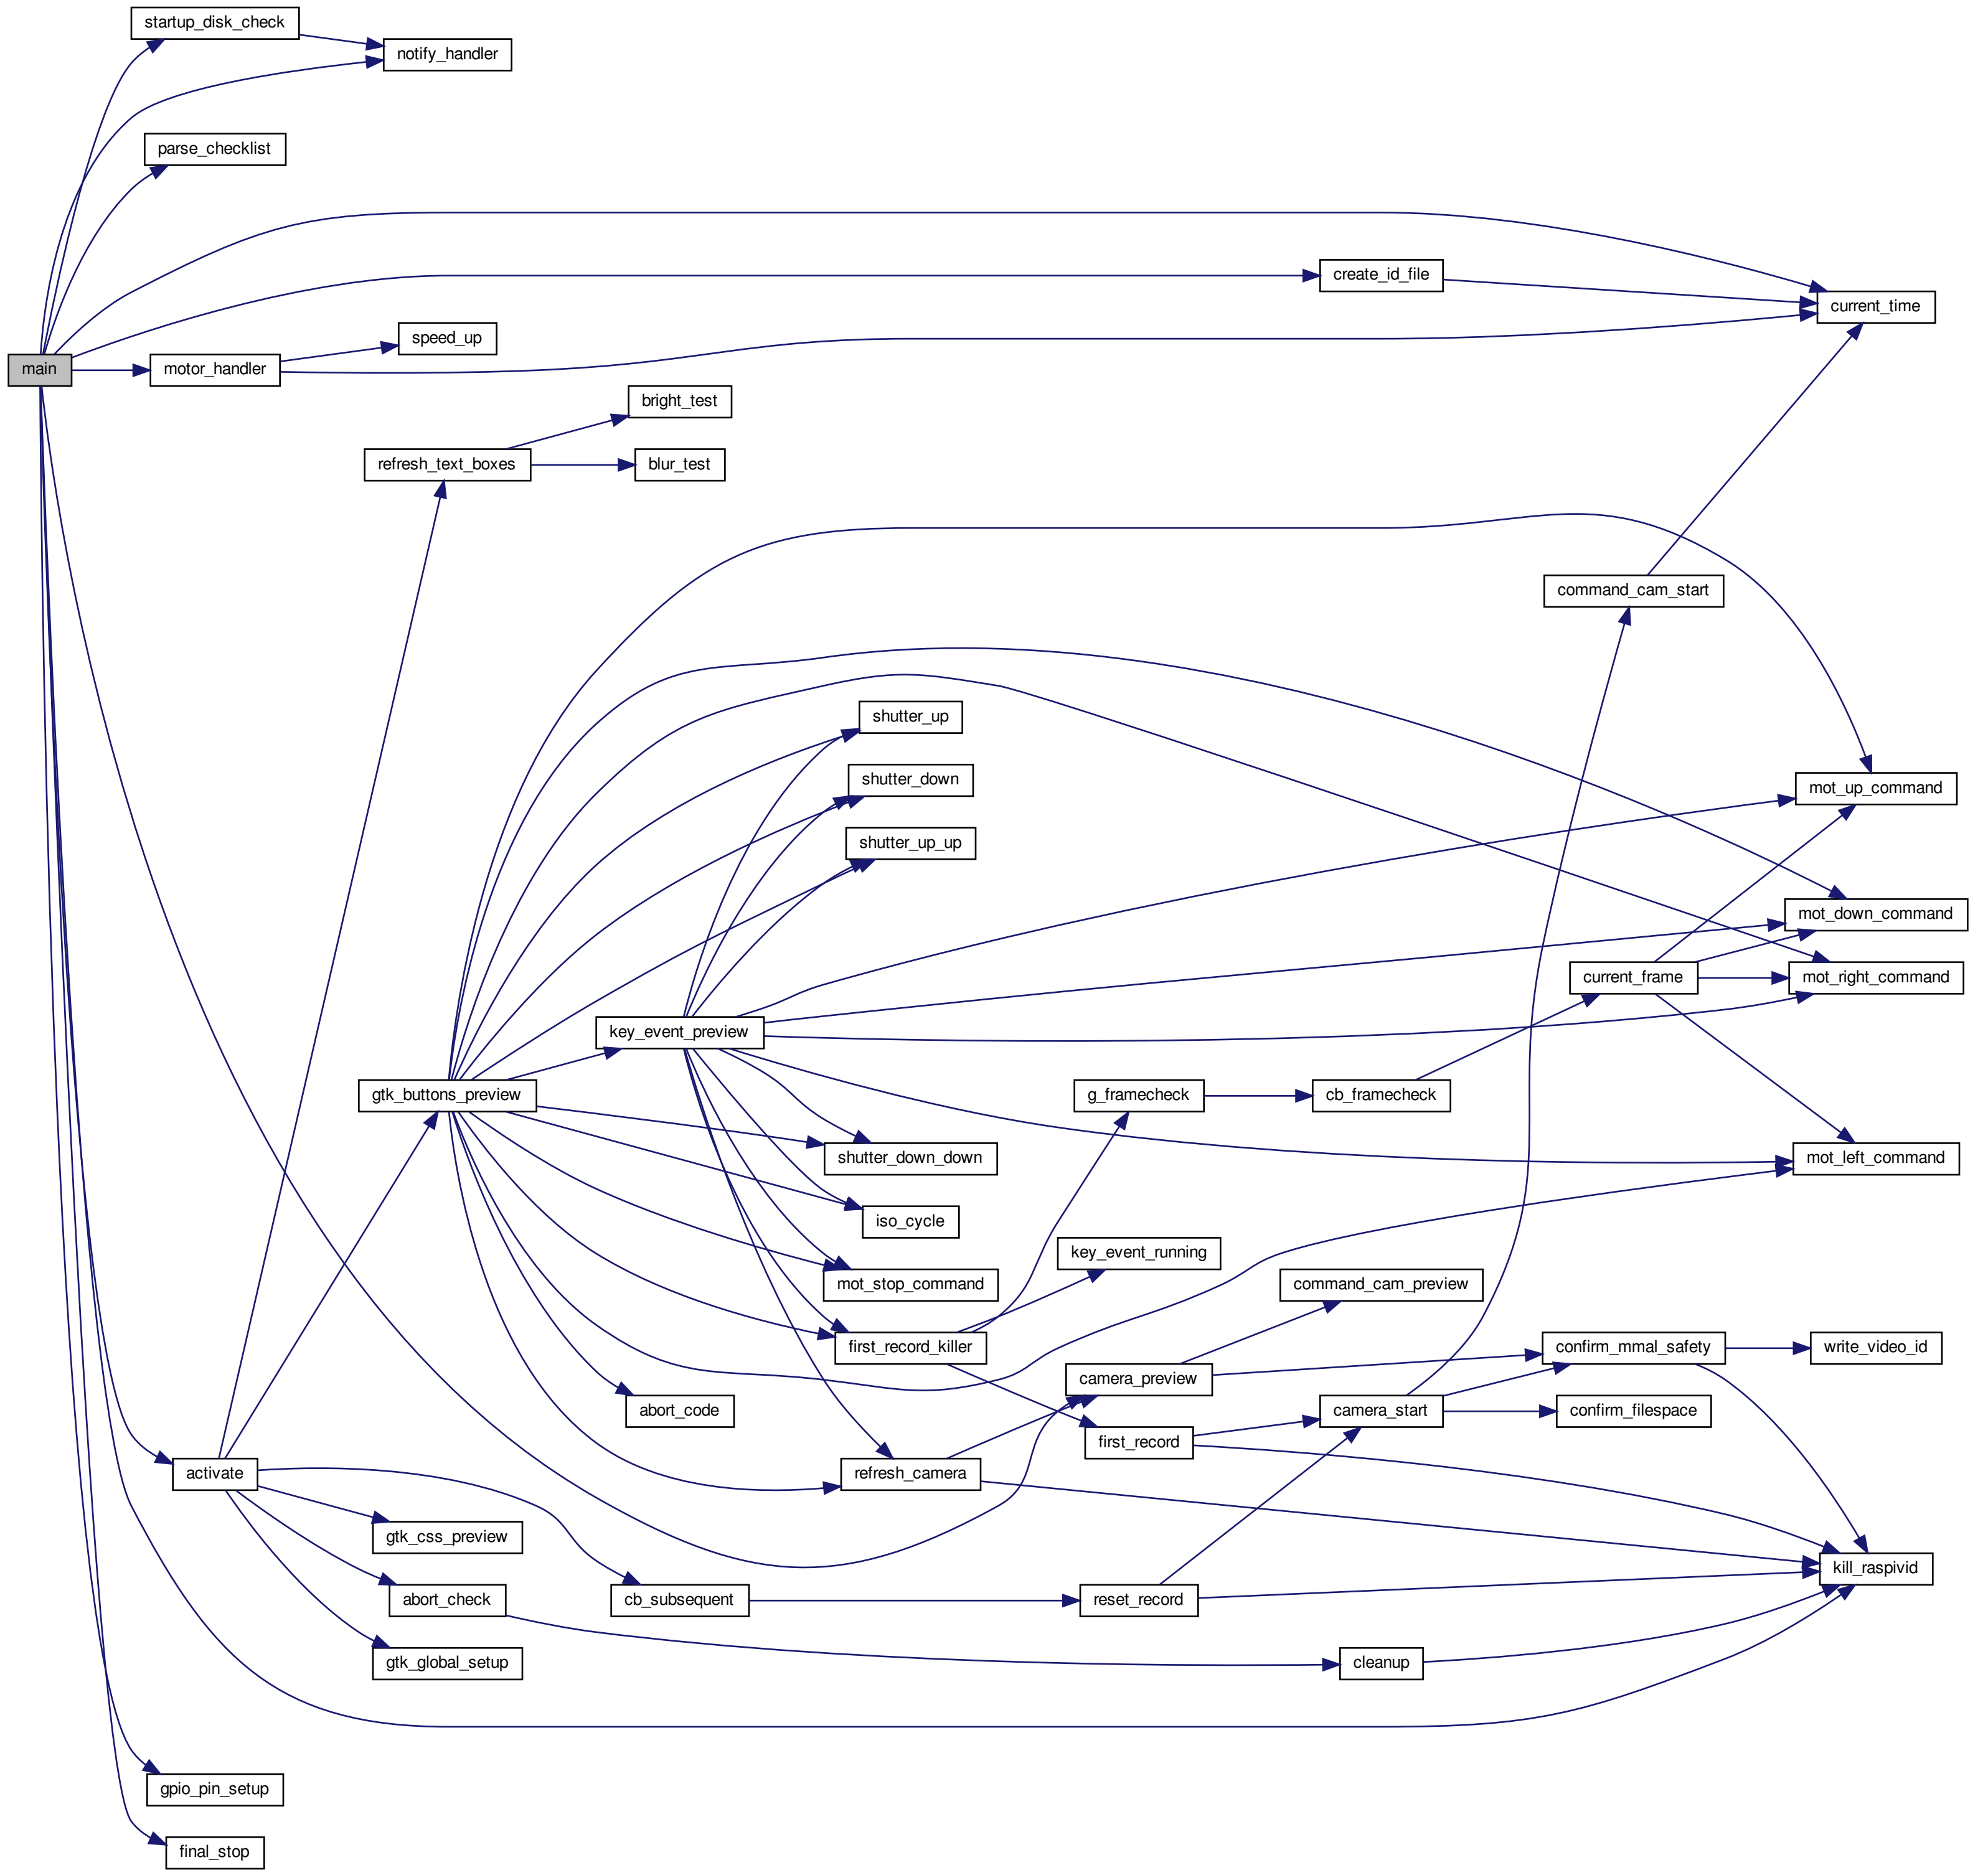 startup_disk_check
notify_handler
parse_checklist
create_id_file
current_time
speed_up
main
motor_handler
bright_test
refresh_text_boxes
blur_test
command_cam_start
shutter_up
shutter_down
mot_up_command
shutter_up_up
mot_down_command
current_frame
mot_right_command
key_event_preview
gtk_buttons_preview
g_framecheck
cb_framecheck
shutter_down_down
mot_left_command
iso_cycle
key_event_running
mot_stop_command
command_cam_preview
first_record_killer
confirm_mmal_safety
write_video_id
camera_preview
abort_code
camera_start
confirm_filespace
first_record
activate
refresh_camera
gtk_css_preview
kill_raspivid
abort_check
cb_subsequent
reset_record
gtk_global_setup
cleanup
gpio_pin_setup
final_stop